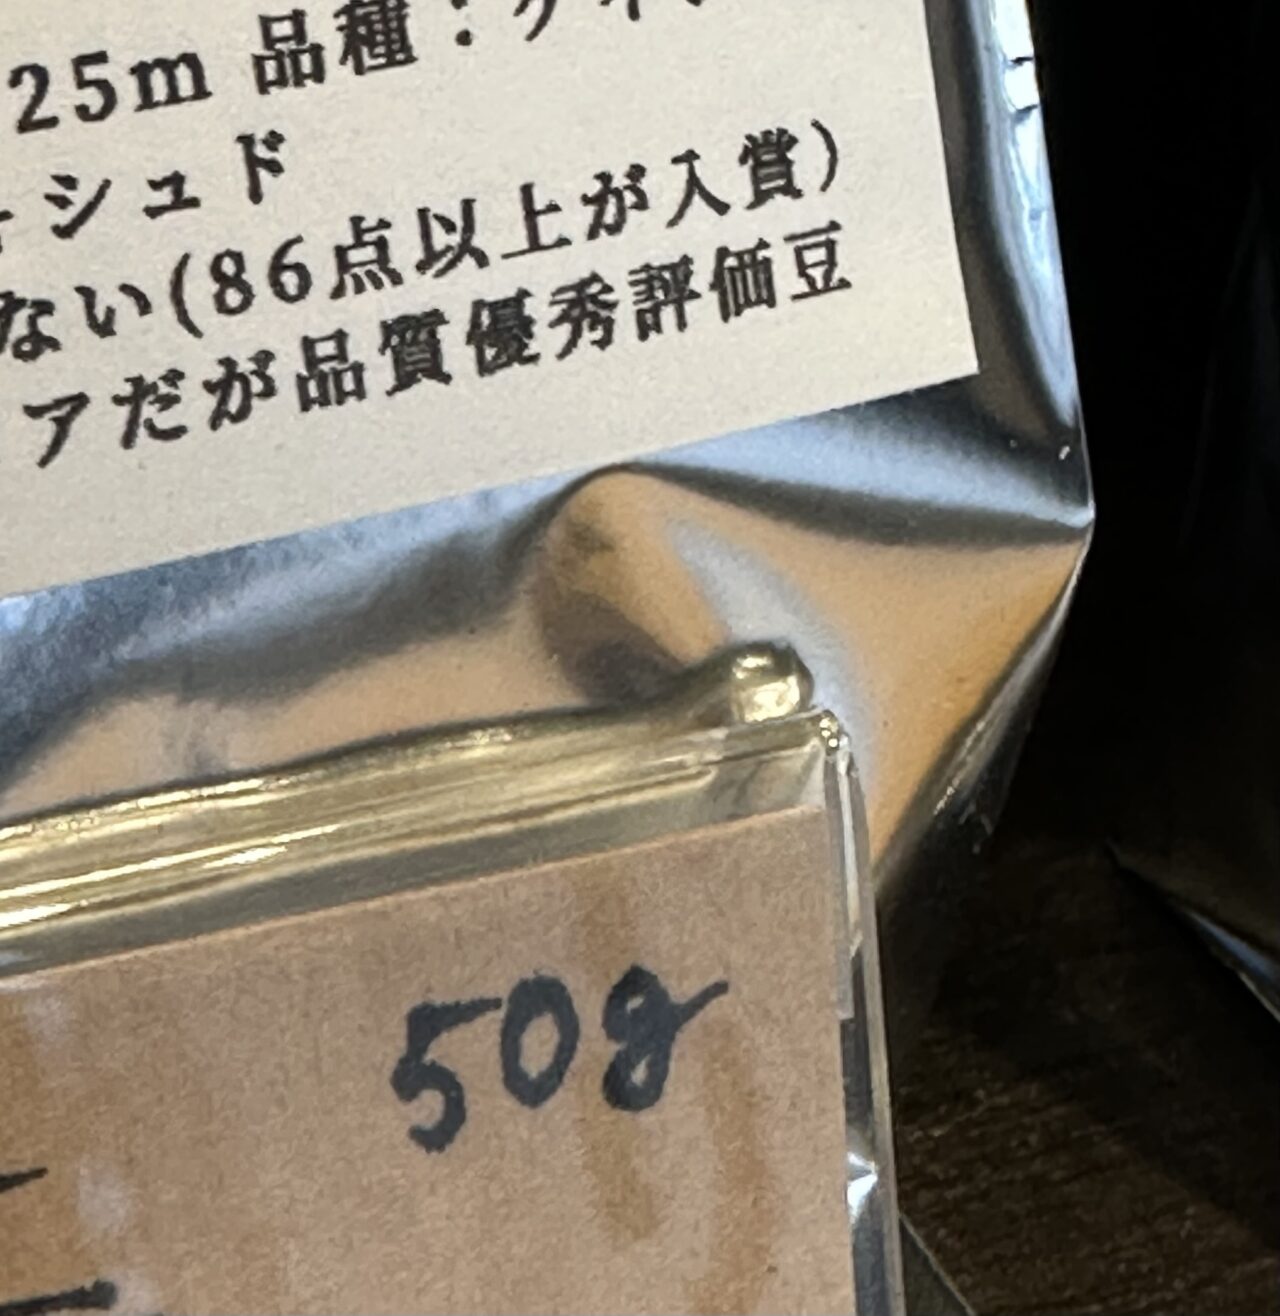 25m 品種：
シュド
ない(86点以上が入賞)
アだが品質優秀評価豆
50g